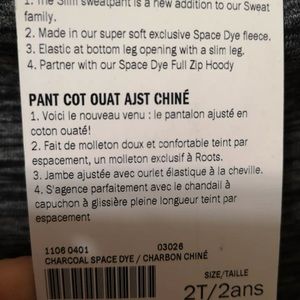 1. The Slim sweatpant is a new addition to our Sweat
family.
2. Made in our super soft exclusive Space Dye fleece.
3. Elastic at bottom leg opening with a slim leg.
4. Partner with our Space Dye Full Zip Hoody
PANT COT OUAT AJST CHINÉ
1. Voici le nouveau venu : le pantalon ajusté en
coton ouaté!
2. Fait de molleton doux et confortable teint par
espacement, un molleton exclusif à Roots.
3. Jambe ajustée avec ourlet élastique à la cheville.
4. S'agence parfaitement avec le chandail à
capuchon à glissière pleine longueur teint par
espacement
1106 0401 03026
CHARCOAL SPACE DYE / CHARBON CHINÉ
SIZE/TAILLE
2T/2ans